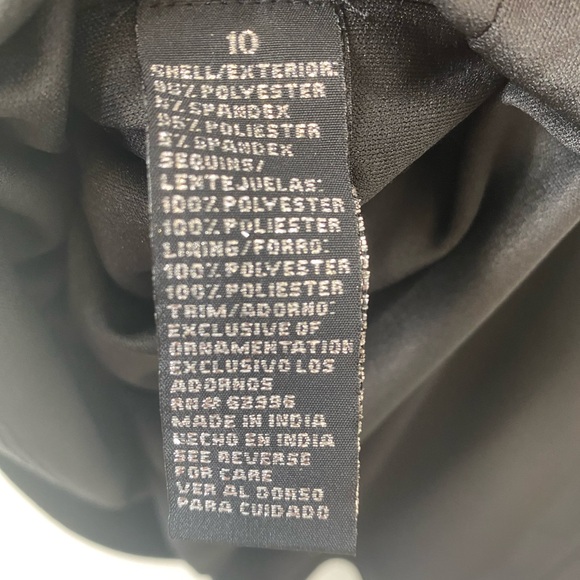 10
SHELL/EXTERIOR:
95% POLYESTER
5% SPANDEX
95% POLIESTER
5% SPANDEX
SEQUINS/
LENTEJUELAS:
100% POLYESTER
100% POLIESTER
LINING/FORRO:
100% POLYESTER
100% POLIESTER
TRIM/ADORNO:
EXCLUSIVE OF
ORNAMENTATION
EXCLUSIVO LOS
ADORNOS
RN# 63996
MADE IN INDIA
HECHO EN INDIA
SEE REVERSE
FOR CARE
VER AL DORSO
PARA CUIDADO